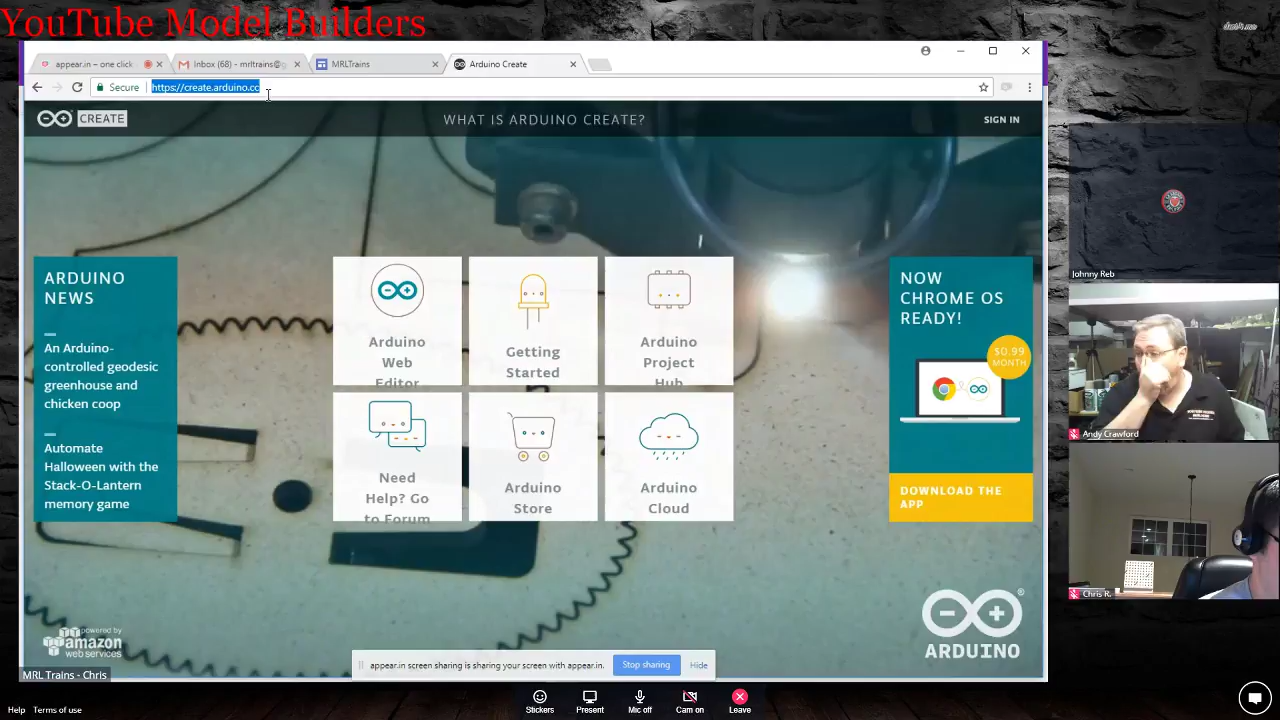 YouTube Model Builders
appear.in – one click
Inbox (68) - mrltrains@g
MRLTrains
Arduino Create
Secure
https://create.arduino.cc
CREATE
WHAT IS ARDUINO CREATE?
SIGN IN
ARDUINO
NEWS
An Arduino-
controlled geodesic
greenhouse and
chicken coop
Automate
Halloween with the
Stack-O-Lantern
memory game
Arduino
Web
Editor
Getting
Started
Arduino
Project
Hub
Need
Help? Go
to Forum
Arduino
Store
Arduino
Cloud
NOW
CHROME OS
READY!
$0.99
MONTH
DOWNLOAD THE
APP
powered by
amazon
web services
ARDUINO
®
appear.in screen sharing is sharing your screen with appear.in.
Stop sharing
Hide
MRL Trains - Chris
Johnny Reb
Andy Crawford
Chris R.
Help
Terms of use
Stickers
Present
Mic off
Cam on
Leave